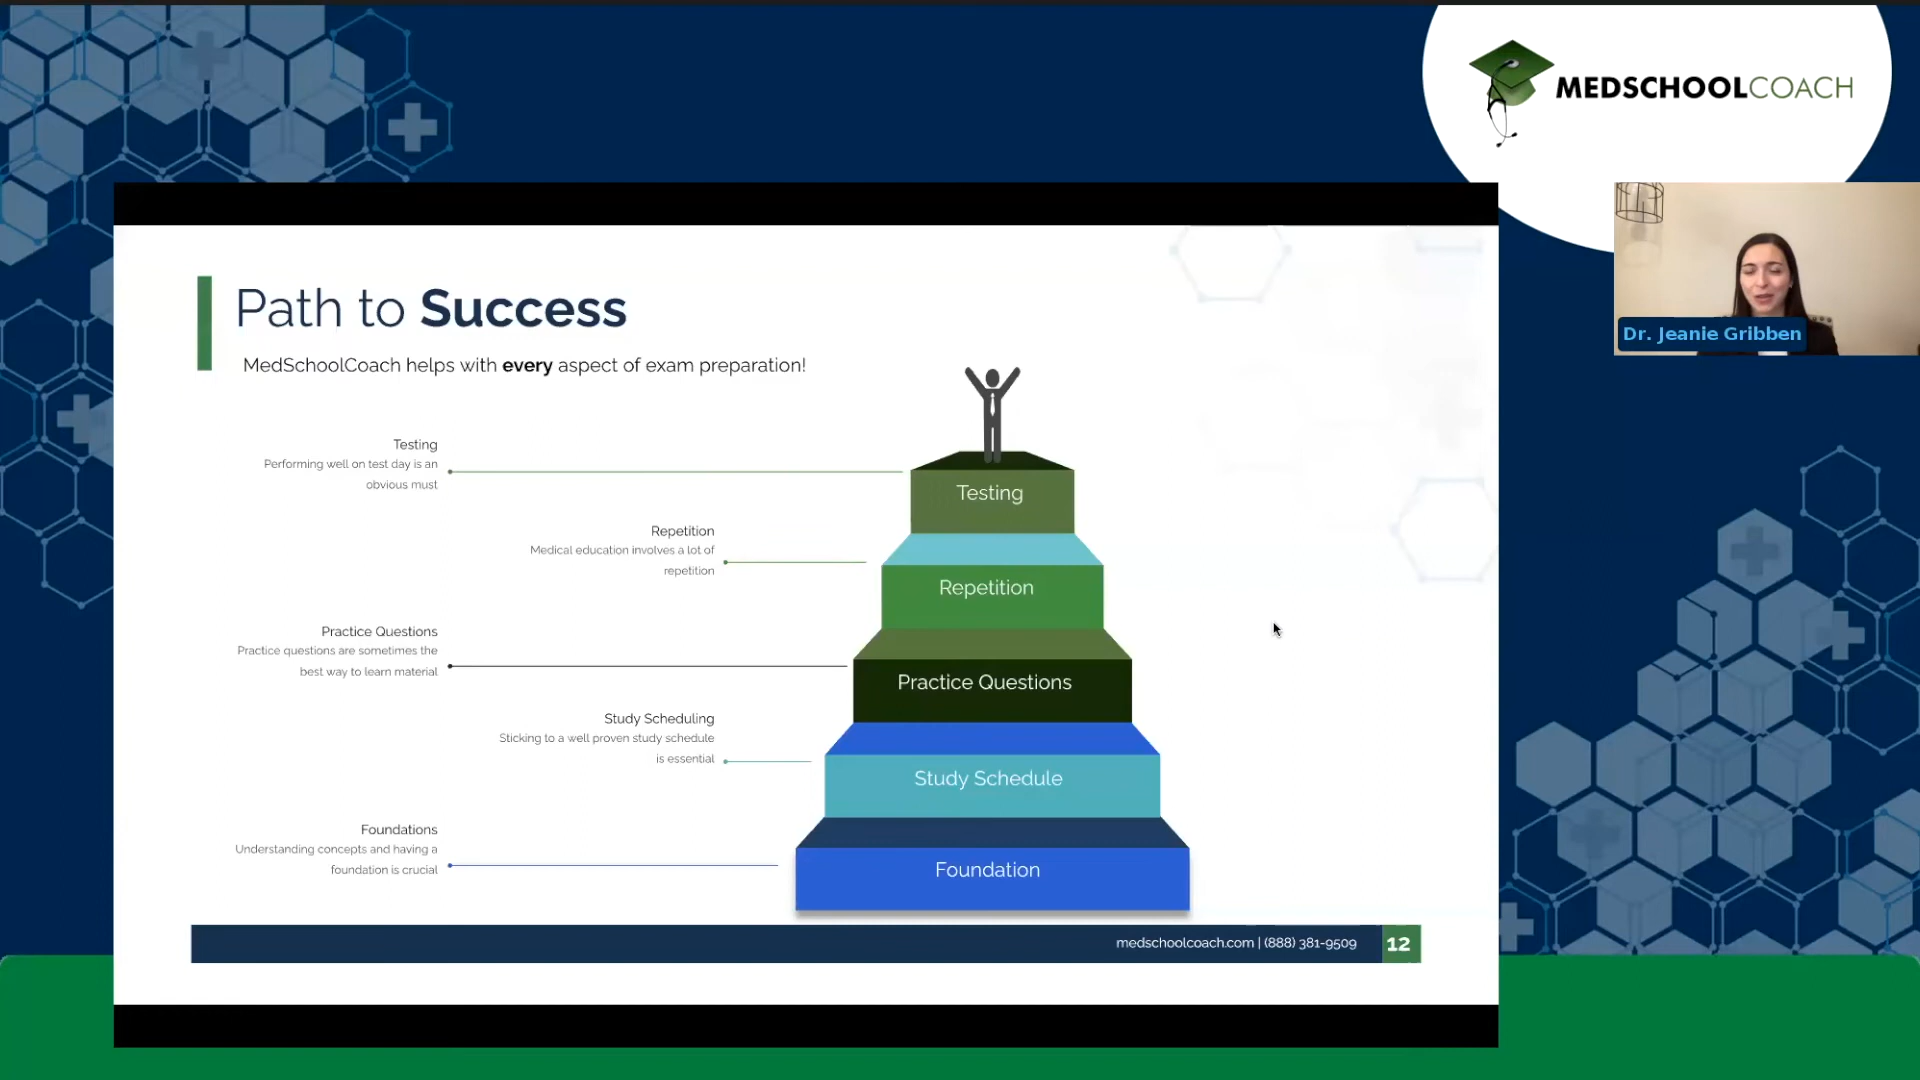 MEDSCHOOLCOACH
Dr. Jeanie Gribben
Path to Success
MedSchoolCoach helps with every aspect of exam preparation!
Testing
Performing well on test day is an
obvious must
Testing
Repetition
Medical education involves a lot of
repetition
Repetition
Practice Questions
Practice questions are sometimes the
best way to learn material
Practice Questions
Study Scheduling
Sticking to a well proven study schedule
is essential
Study Schedule
Foundations
Understanding concepts and having a
foundation is crucial
Foundation
medschoolcoach.com | (888) 381-9509
12